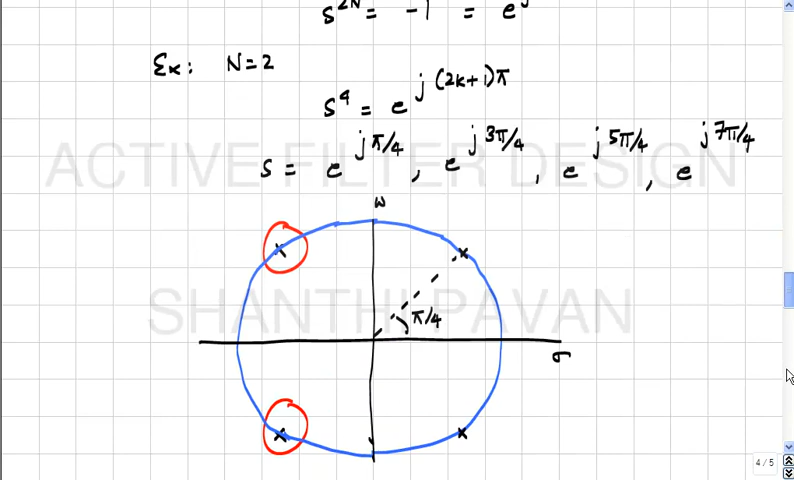 s^2N = -1 = e^j
Ex: N=2
s^4 = e^j(2k+1)π
s = e^jπ/4, e^j3π/4, e^j5π/4, e^j7π/4
ACTIVE FILTER DESIGN
ω
SHANTHI PAVAN
π/4
σ
4/5